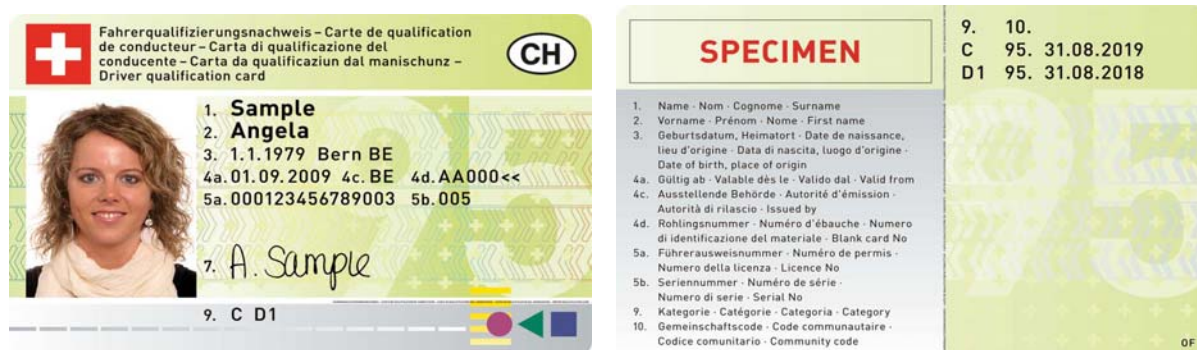 Fahrerqualifizierungsnachweis – Carte de qualification
de conducteur – Carta di qualificazione del
conducente – Carta da qualificaziun dal manischunz –
Driver qualification card
CH
1. Sample
2. Angela
3. 1.1.1979 Bern BE
4a. 01.09.2009 4c. BE 4d. AA000<<
5a. 000123456789003 5b. 005
7. A. Sample
9. C D1
SPECIMEN
9. 10.
C 95. 31.08.2019
D1 95. 31.08.2018
1. Name · Nom · Cognome · Surname
2. Vorname · Prénom · Nome · First name
3. Geburtsdatum, Heimatort · Date de naissance,
lieu d'origine · Data di nascita, luogo d'origine ·
Date of birth, place of origin
4a. Gültig ab · Valable dès le · Valido dal · Valid from
4c. Ausstellende Behörde · Autorité d'émission ·
Autorità di rilascio · Issued by
4d. Rohlingsnummer · Numéro d'ébauche · Numero
di identificazione del materiale · Blank card No
5a. Führerausweisnummer · Numéro de permis ·
Numero della licenza · Licence No
5b. Seriennummer · Numéro de série ·
Numero di serie · Serial No
9. Kategorie · Catégorie · Categoria · Category
10. Gemeinschaftscode · Code communautaire ·
Codice comunitario · Community code
OF